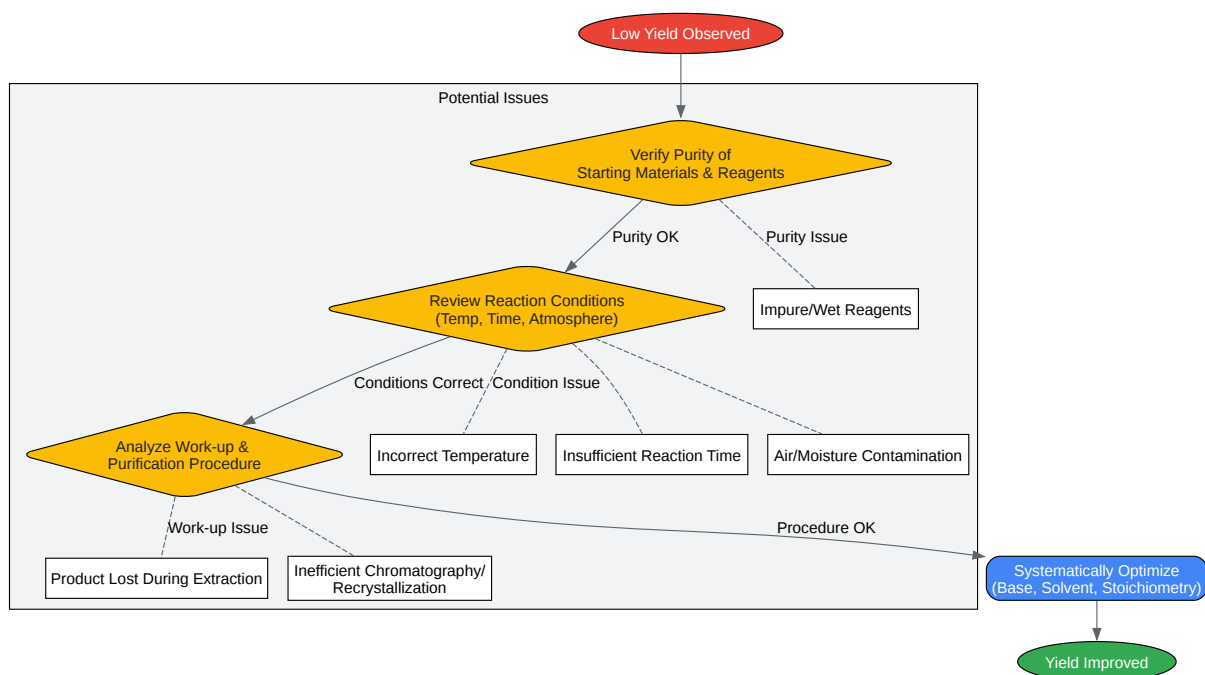 Low Yield Observed
Potential Issues
Verify Purity of
Starting Materials & Reagents
Purity OK
Purity Issue
Review Reaction Conditions
(Temp, Time, Atmosphere)
Impure/Wet Reagents
Conditions Correct
Condition Issue
Analyze Work-up &
Purification Procedure
Incorrect Temperature
Insufficient Reaction Time
Air/Moisture Contamination
Work-up Issue
Procedure OK
Product Lost During Extraction
Inefficient Chromatography/
Recrystallization
Systematically Optimize
(Base, Solvent, Stoichiometry)
Yield Improved